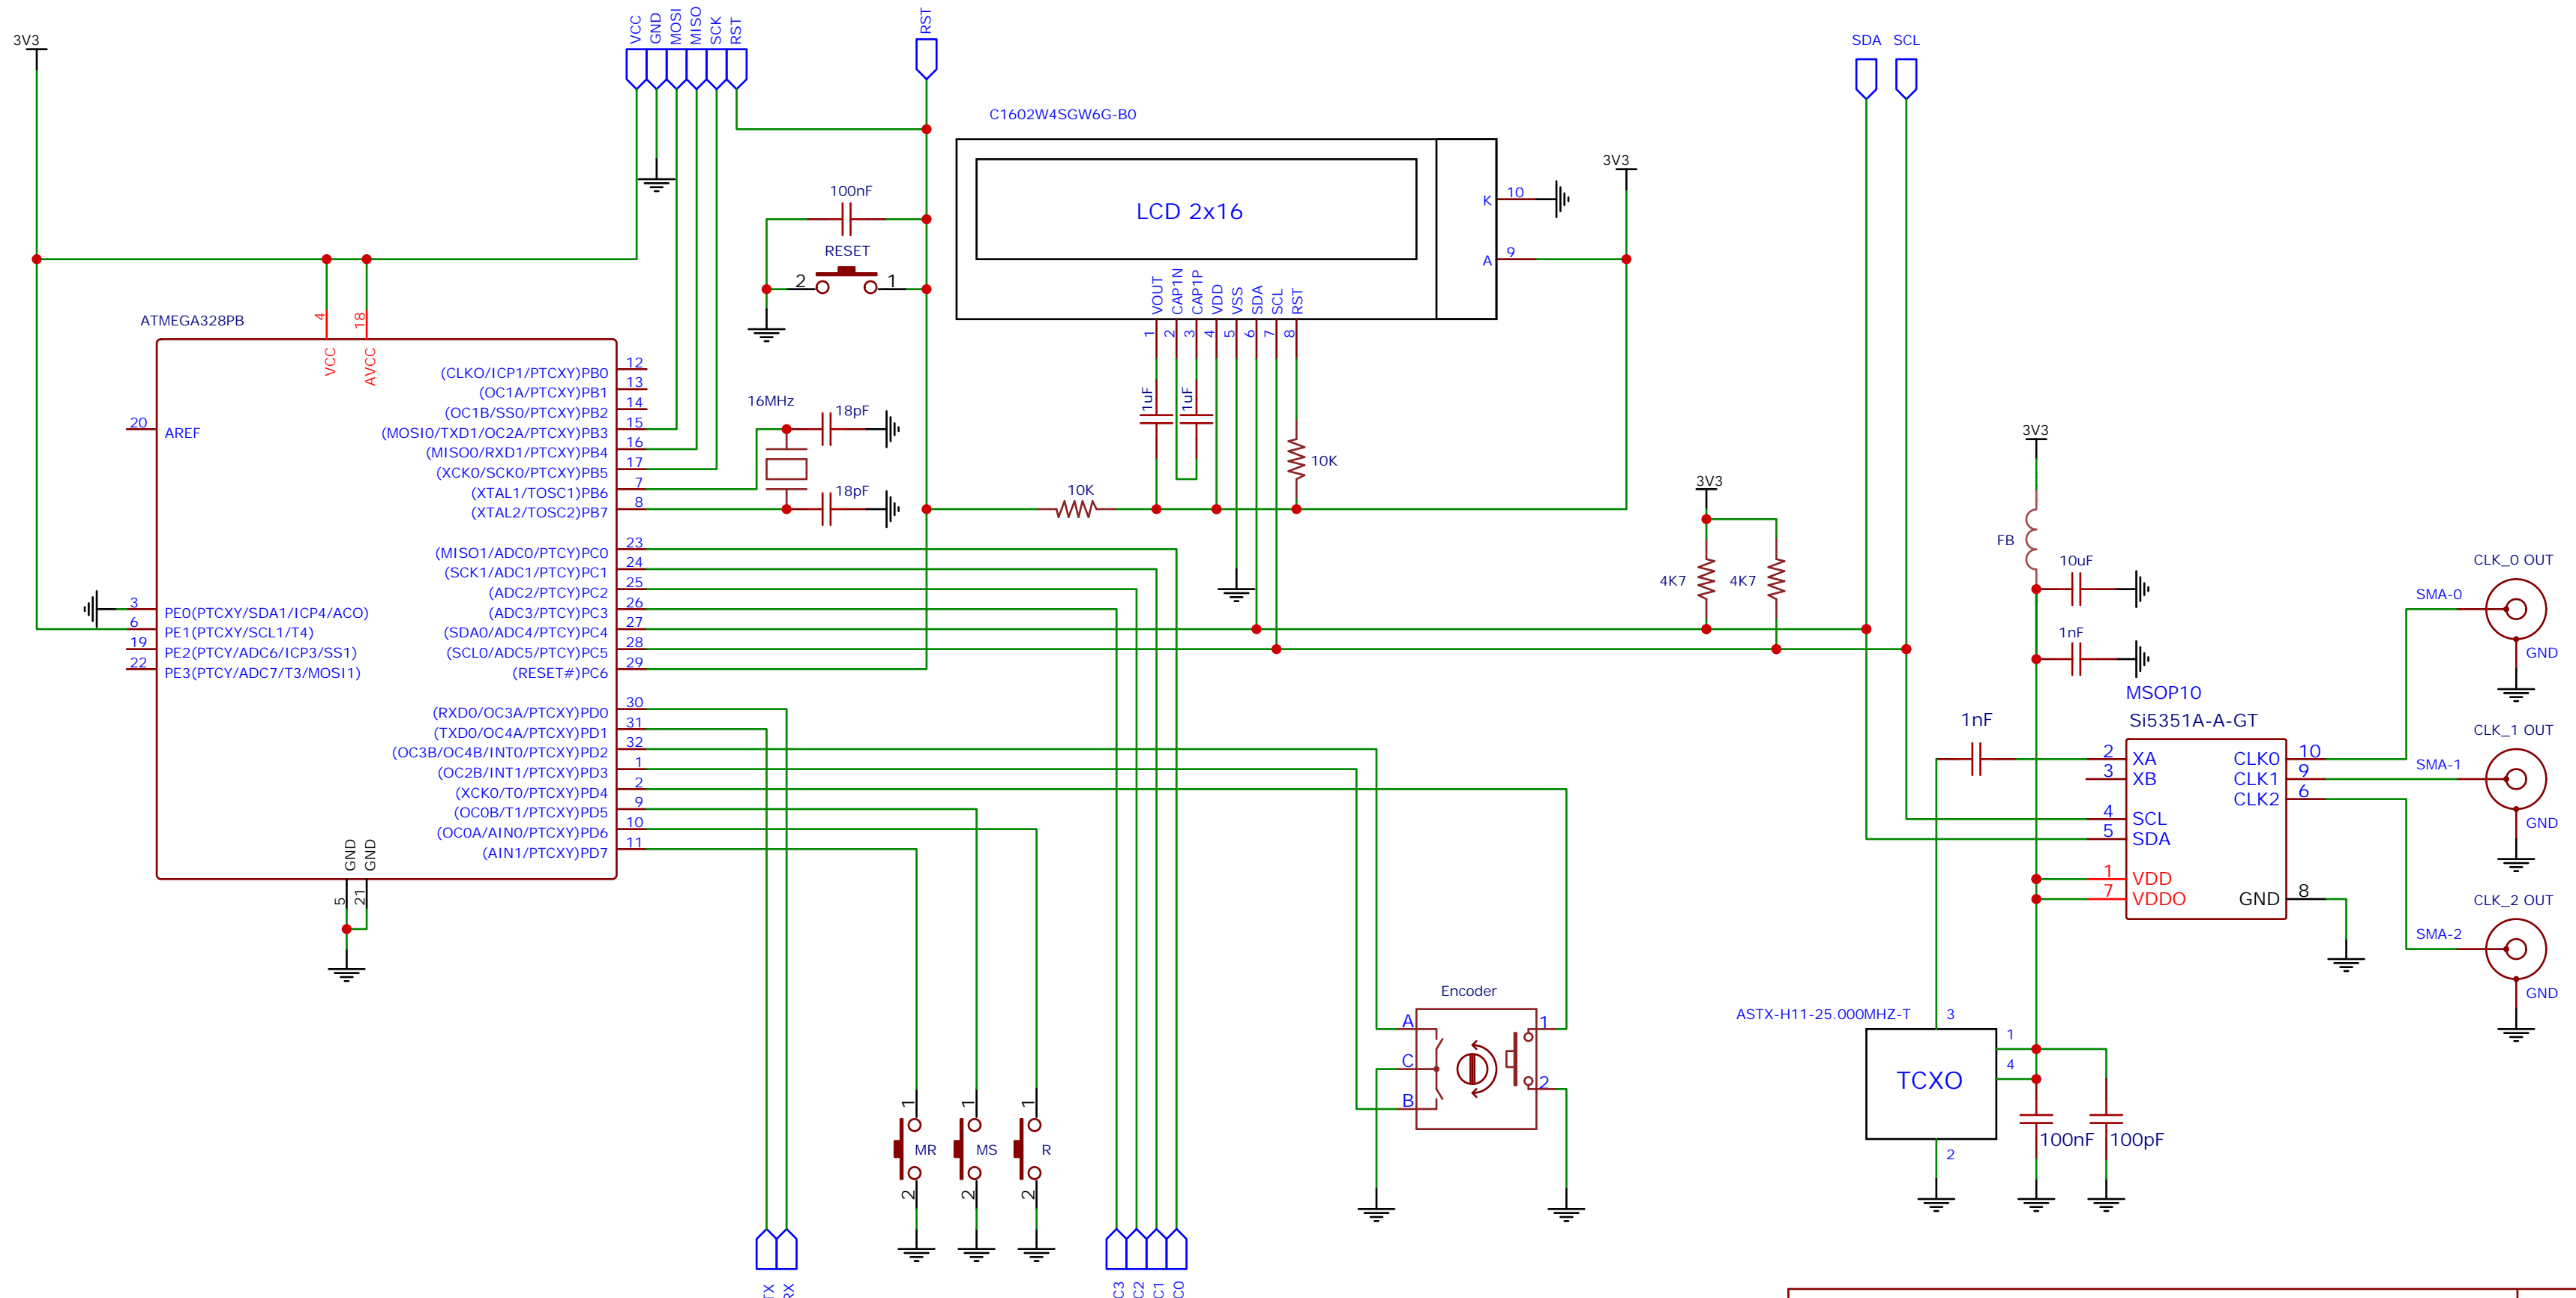 3V3
VCC
GND
MOSI
MISO
SCK
RST
RST
SDA SCL
C1602W4SGW6G-B0
LCD 2x16
K
10
A
9
3V3
VOUT
CAP1N
CAP1P
VDD
VSS
SDA
SCL
RST
1
2
3
4
5
6
7
8
1uF
1uF
10K
10K
100nF
RESET
2
1
16MHz
18pF
18pF
ATMEGA328PB
4
18
VCC
AVCC
20
AREF
3
PE0(PTCXY/SDA1/ICP4/ACO)
6
PE1(PTCXY/SCL1/T4)
19
PE2(PTCY/ADC6/ICP3/SS1)
22
PE3(PTCY/ADC7/T3/MOSI1)
(CLKO/ICP1/PTCXY)PB0
12
(OC1A/PTCXY)PB1
13
(OC1B/SS0/PTCXY)PB2
14
(MOSI0/TXD1/OC2A/PTCXY)PB3
15
(MISO0/RXD1/PTCXY)PB4
16
(XCK0/SCK0/PTCXY)PB5
17
(XTAL1/TOSC1)PB6
7
(XTAL2/TOSC2)PB7
8
(MISO1/ADC0/PTCY)PC0
23
(SCK1/ADC1/PTCY)PC1
24
(ADC2/PTCY)PC2
25
(ADC3/PTCY)PC3
26
(SDA0/ADC4/PTCY)PC4
27
(SCL0/ADC5/PTCY)PC5
28
(RESET#)PC6
29
(RXD0/OC3A/PTCXY)PD0
30
(TXD0/OC4A/PTCXY)PD1
31
(OC3B/OC4B/INT0/PTCXY)PD2
32
(OC2B/INT1/PTCXY)PD3
1
(XCK0/T0/PTCXY)PD4
2
(OC0B/T1/PTCXY)PD5
9
(OC0A/AIN0/PTCXY)PD6
10
(AIN1/PTCXY)PD7
11
GND
GND
5
21
3V3
4K7
4K7
3V3
FB
10uF
1nF
MSOP10
Si5351A-A-GT
1nF
2
XA
3
XB
4
SCL
5
SDA
1
VDD
7
VDDO
CLK0
10
CLK1
9
CLK2
6
GND
8
CLK_0 OUT
SMA-0
GND
CLK_1 OUT
SMA-1
GND
CLK_2 OUT
SMA-2
GND
Encoder
A
C
B
1
2
ASTX-H11-25.000MHZ-T
3
1
4
TCXO
2
100nF
100pF
1
MR
2
1
MS
2
1
R
2
TX
RX
C3
C2
C1
C0